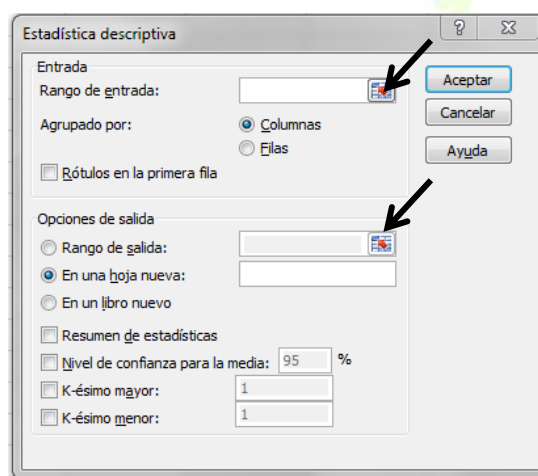 Estadística descriptiva
?
Entrada
Rango de entrada:
Agrupado por:
Columnas
Filas
Rótulos en la primera fila
Aceptar
Cancelar
Ayuda
Opciones de salida
Rango de salida:
En una hoja nueva:
En un libro nuevo
Resumen de estadísticas
Nivel de confianza para la media: 95 %
K-ésimo mayor: 1
K-ésimo menor: 1